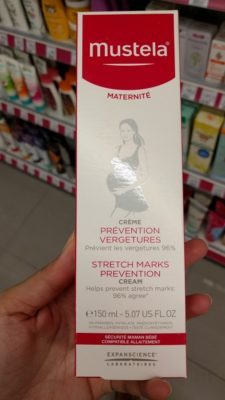 mustela
MATERNITÉ
CRÈME
PRÉVENTION
VERGETURES
Prévient les vergetures 96%
STRETCH MARKS
PREVENTION
CREAM
Helps prevent stretch marks:
96% agree*
e 150 ml - 5.07 US FL.OZ
SÉCURITÉ MAMAN BÉBÉ
COMPATIBLE ALLAITEMENT
EXPANSCIENCE
LABORATOIRES